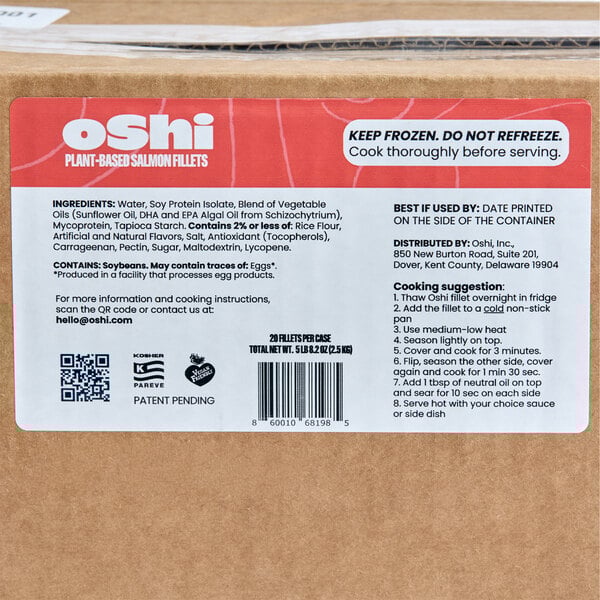 oshi
PLANT-BASED SALMON FILLETS
KEEP FROZEN. DO NOT REFREEZE.
Cook thoroughly before serving.
INGREDIENTS: Water, Soy Protein Isolate, Blend of Vegetable
Oils (Sunflower Oil, DHA and EPA Algal Oil from Schizochytrium),
Mycoprotein, Tapioca Starch. Contains 2% or less of: Rice Flour,
Artificial and Natural Flavors, Salt, Antioxidant (Tocopherols),
Carrageenan, Pectin, Sugar, Maltodextrin, Lycopene.
CONTAINS: Soybeans. May contain traces of: Eggs*.
*Produced in a facility that processes egg products.
For more information and cooking instructions,
scan the QR code or contact us at:
hello@oshi.com
KOSHER
K
PAREVE
VEGAN
FRIENDLY
PATENT PENDING
20 FILLETS PER CASE
TOTAL NET WT. 5 LB 8.2 OZ (2.5 KG)
8 60010 68198 5
BEST IF USED BY: DATE PRINTED
ON THE SIDE OF THE CONTAINER
DISTRIBUTED BY: Oshi, Inc.,
850 New Burton Road, Suite 201,
Dover, Kent County, Delaware 19904
Cooking suggestion:
1. Thaw Oshi fillet overnight in fridge
2. Add the fillet to a cold non-stick
pan
3. Use medium-low heat
4. Season lightly on top.
5. Cover and cook for 3 minutes.
6. Flip, season the other side, cover
again and cook for 1 min 30 sec.
7. Add 1 tbsp of neutral oil on top
and sear for 10 sec on each side
8. Serve hot with your choice sauce
or side dish